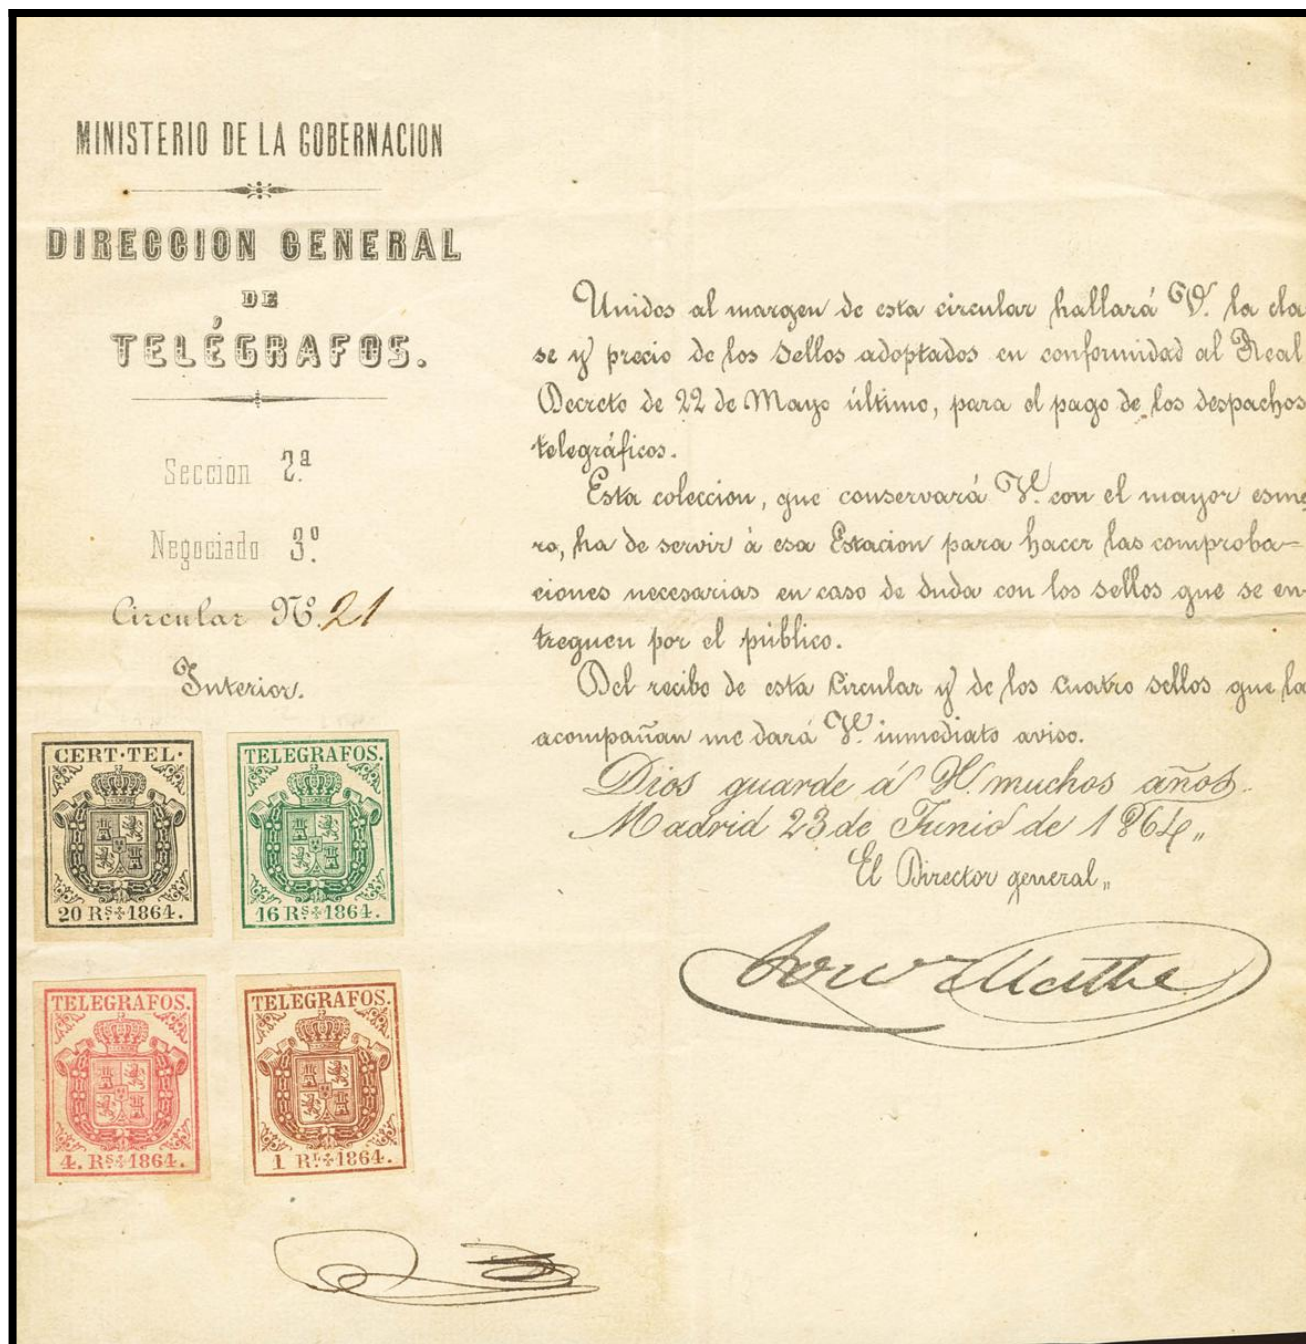 MINISTERIO DE LA GOBERNACION
DIRECCION GENERAL
DE
TELÉGRAFOS.
Seccion 2ª
Negociado 3º
Circular Nº. 21
Interior.
CERT·TEL·
20 Rs. 1864.
TELEGRAFOS.
16 Rs. 1864.
TELEGRAFOS.
4. Rs. 1864.
TELEGRAFOS.
1 Rl. 1864.
Unidos al margen de esta circular hallará V. la cla
se y precio de los sellos adoptados en conformidad al Real
Decreto de 22 de Mayo último, para el pago de los despachos
telegráficos.
Esta coleccion, que conservará V. con el mayor esme
ro, ha de servir á esa Estacion para hacer las comproba=
ciones necesarias en caso de duda con los sellos que se en-
treguen por el público.
Del recibo de esta Circular y de los cuatro sellos que la
acompañan me dará V. inmediato aviso.
Dios guarde á V. muchos años.
Madrid 23 de Junio de 1864 „
El Director general „
Mathe